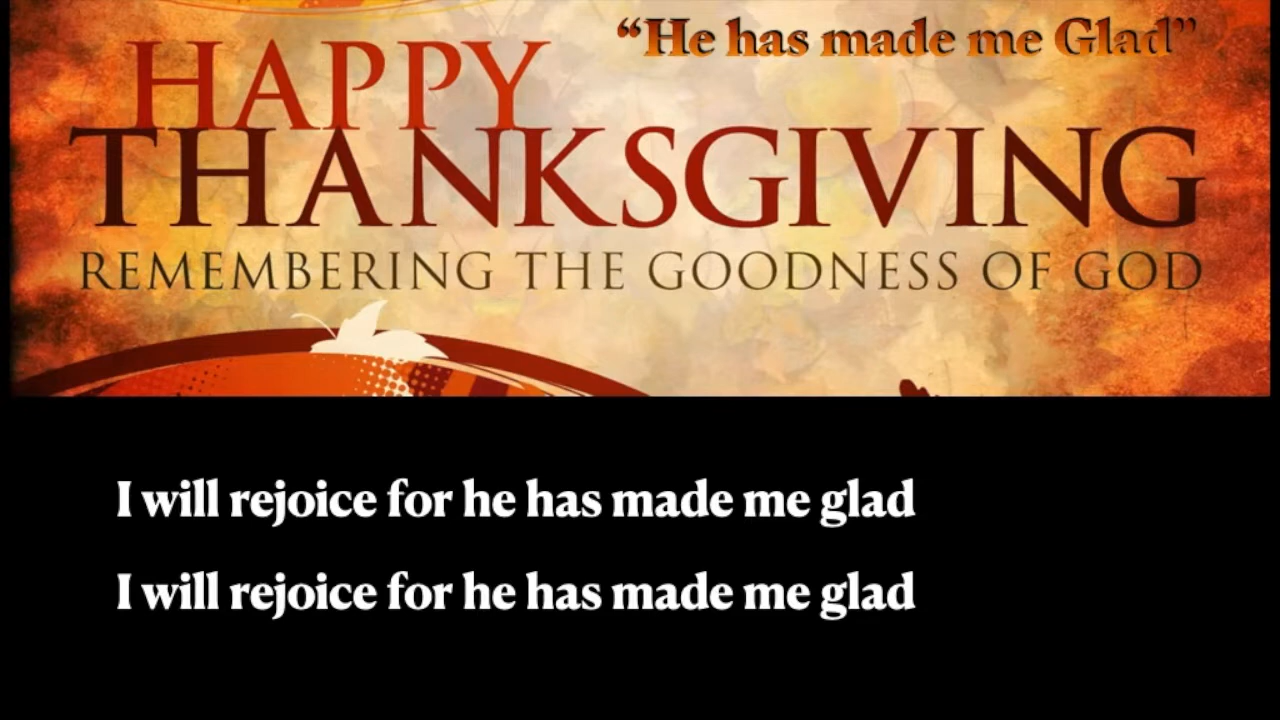 “He has made me Glad”
HAPPY
THANKSGIVING
REMEMBERING THE GOODNESS OF GOD
I will rejoice for he has made me glad
I will rejoice for he has made me glad